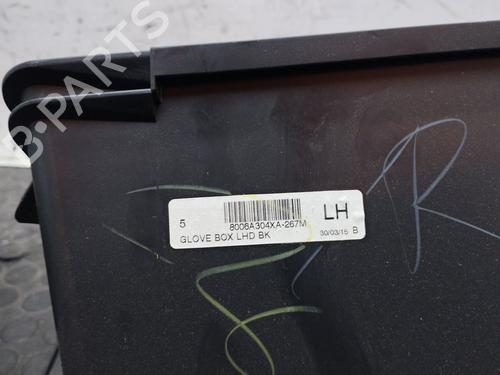 B-PARTS
R
5 8006A304XA-267M LH
GLOVE BOX LHD BK 30/03/15 B